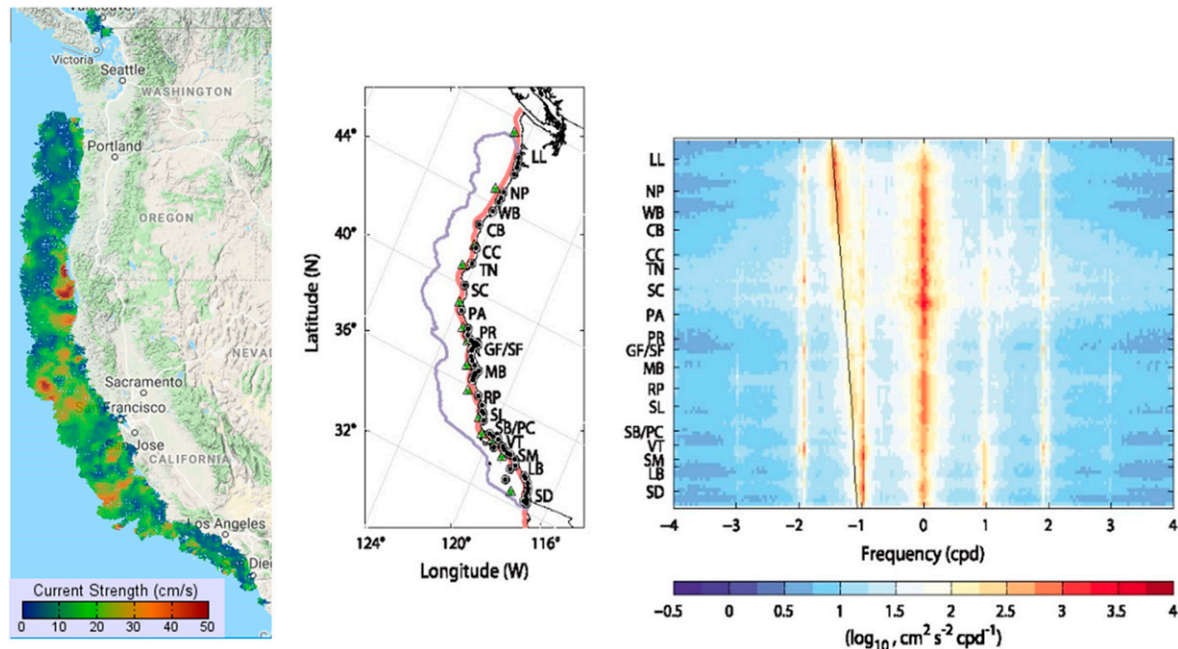 Vancouver
Victoria
Seattle
WASHINGTON
Portland
OREGON
NEVA
Sacramento
San Francisco
San Jose
CALIFORNIA
Los Angeles
Die
Current Strength (cm/s)
0 10 20 30 40 50
Latitude (N)
44°
40°
36°
32°
LL
NP
WB
CB
CC
TN
SC
PA
PR
GF/SF
MB
RP
SL
SB/PC
VT
SM
LB
SD
124° 120° 116°
Longitude (W)
LL
NP
WB
CB
CC
TN
SC
PA
PR
GF/SF
MB
RP
SL
SB/PC
VT
SM
LB
SD
−4 −3 −2 −1 0 1 2 3 4
Frequency (cpd)
−0.5 0 0.5 1 1.5 2 2.5 3 3.5 4
(log10, cm² s⁻² cpd⁻¹)